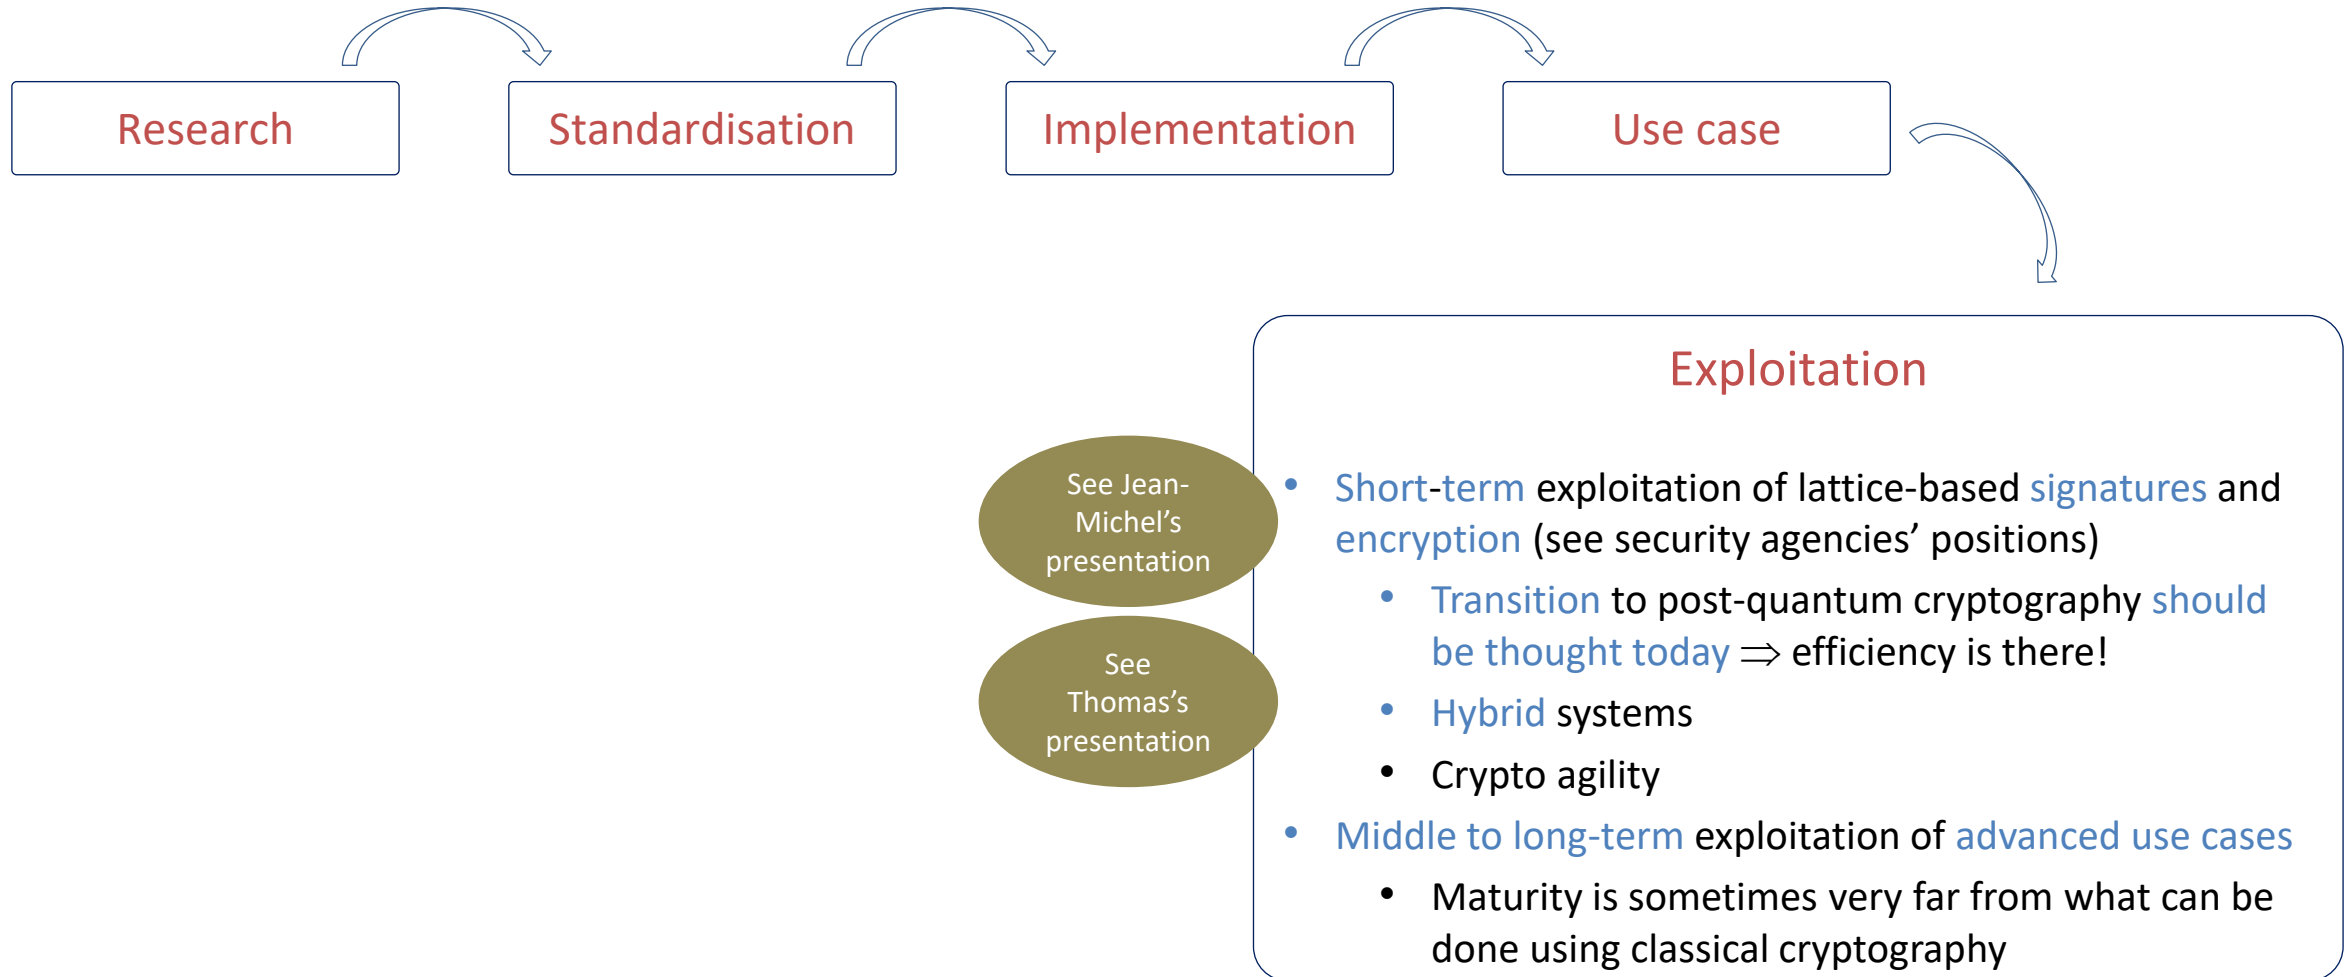 Research
Standardisation
Implementation
Use case
Exploitation
See Jean-
Michel’s
presentation
See
Thomas’s
presentation
• Short-term exploitation of lattice-based signatures and
encryption (see security agencies’ positions)
• Transition to post-quantum cryptography should
be thought today ⇒ efficiency is there!
• Hybrid systems
• Crypto agility
• Middle to long-term exploitation of advanced use cases
• Maturity is sometimes very far from what can be
done using classical cryptography